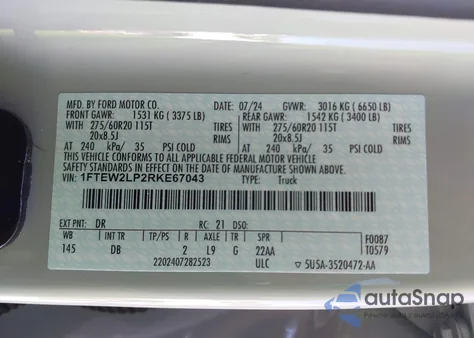 MFD. BY FORD MOTOR CO. 07/24 GVWR: 3016 KG ( 6650 LB)
FRONT GAWR: 1531 KG ( 3375 LB) REAR GAWR: 1542 KG ( 3400 LB)
WITH 275/60R20 115T TIRES WITH 275/60R20 115T TIRES
20x8.5J RIMS 20x8.5J RIMS
AT 240 kPa/ 35 PSI COLD AT 240 kPa/ 35 PSI COLD
THIS VEHICLE CONFORMS TO ALL APPLICABLE FEDERAL MOTOR VEHICLE
SAFETY STANDARDS IN EFFECT ON THE DATE OF MANUFACTURE SHOWN ABOVE.
VIN: 1FTEW2LP2RKE67043 TYPE: Truck
EXT PNT: DR RC: 21 DSO:
WB TP/PS R AXLE TR SPR F0087
145 DB 2 L9 G 22AA T0579
2202407282523 ULC 5U5A-3520472-AA
autoSnap
www.autosnap.com